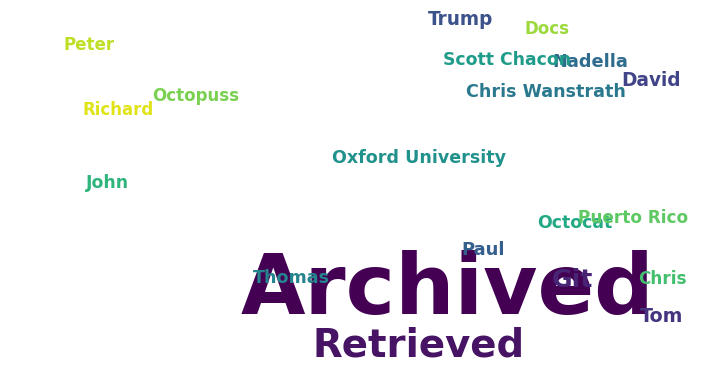 Trump
Docs
Peter
Scott Chacon
Nadella
David
Chris Wanstrath
Octopuss
Richard
Oxford University
John
Puerto Rico
Octocat
Paul
Thomas
Archived
Git
Chris
Tom
Retrieved